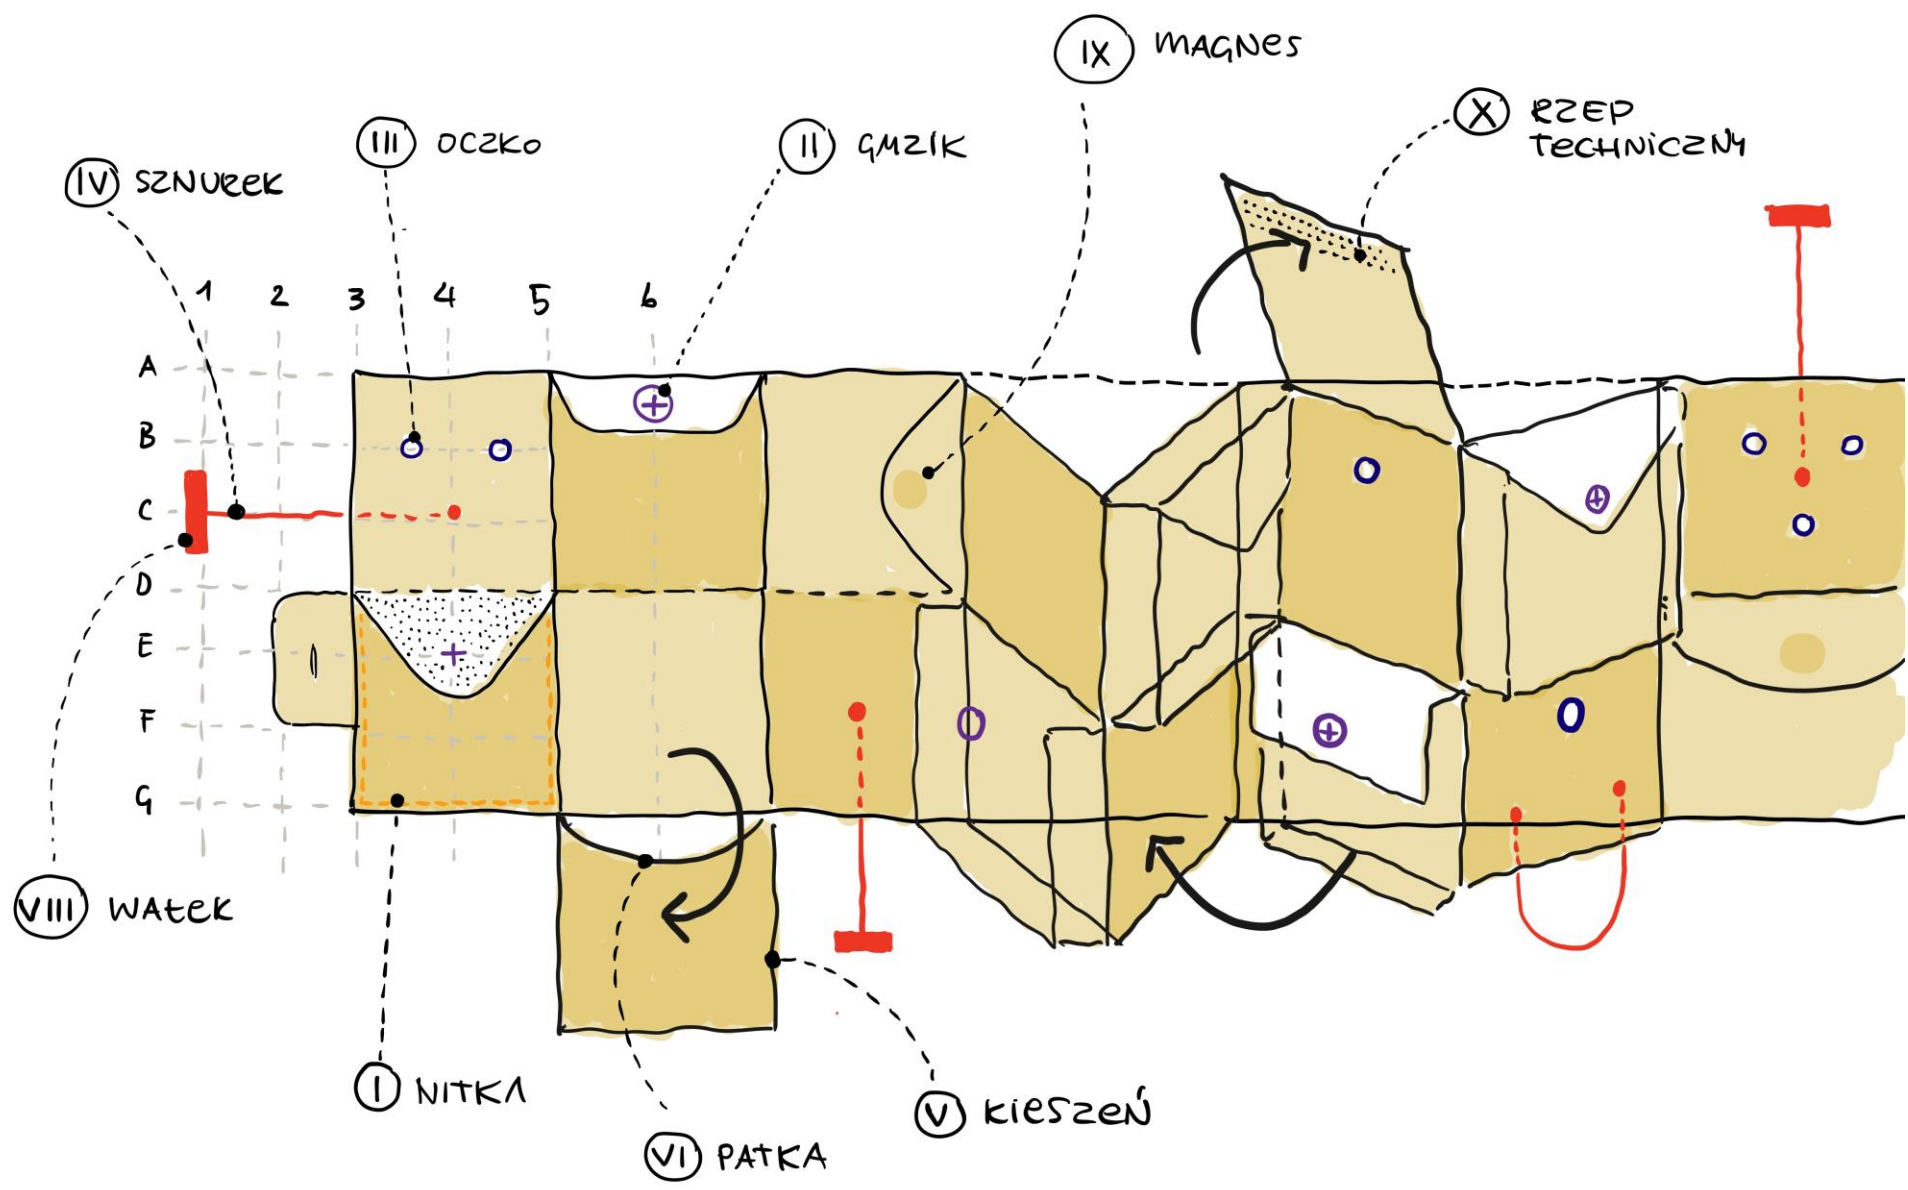 IX MAGNES
X RZEP
TECHNICZNY
III OCZKO
II GUZIK
IV SZNUREK
1 2 3 4 5 6
A
B
C
D
E
F
G
VIII WAŁEK
I NITKA
V KIESZEŃ
VI PATKA